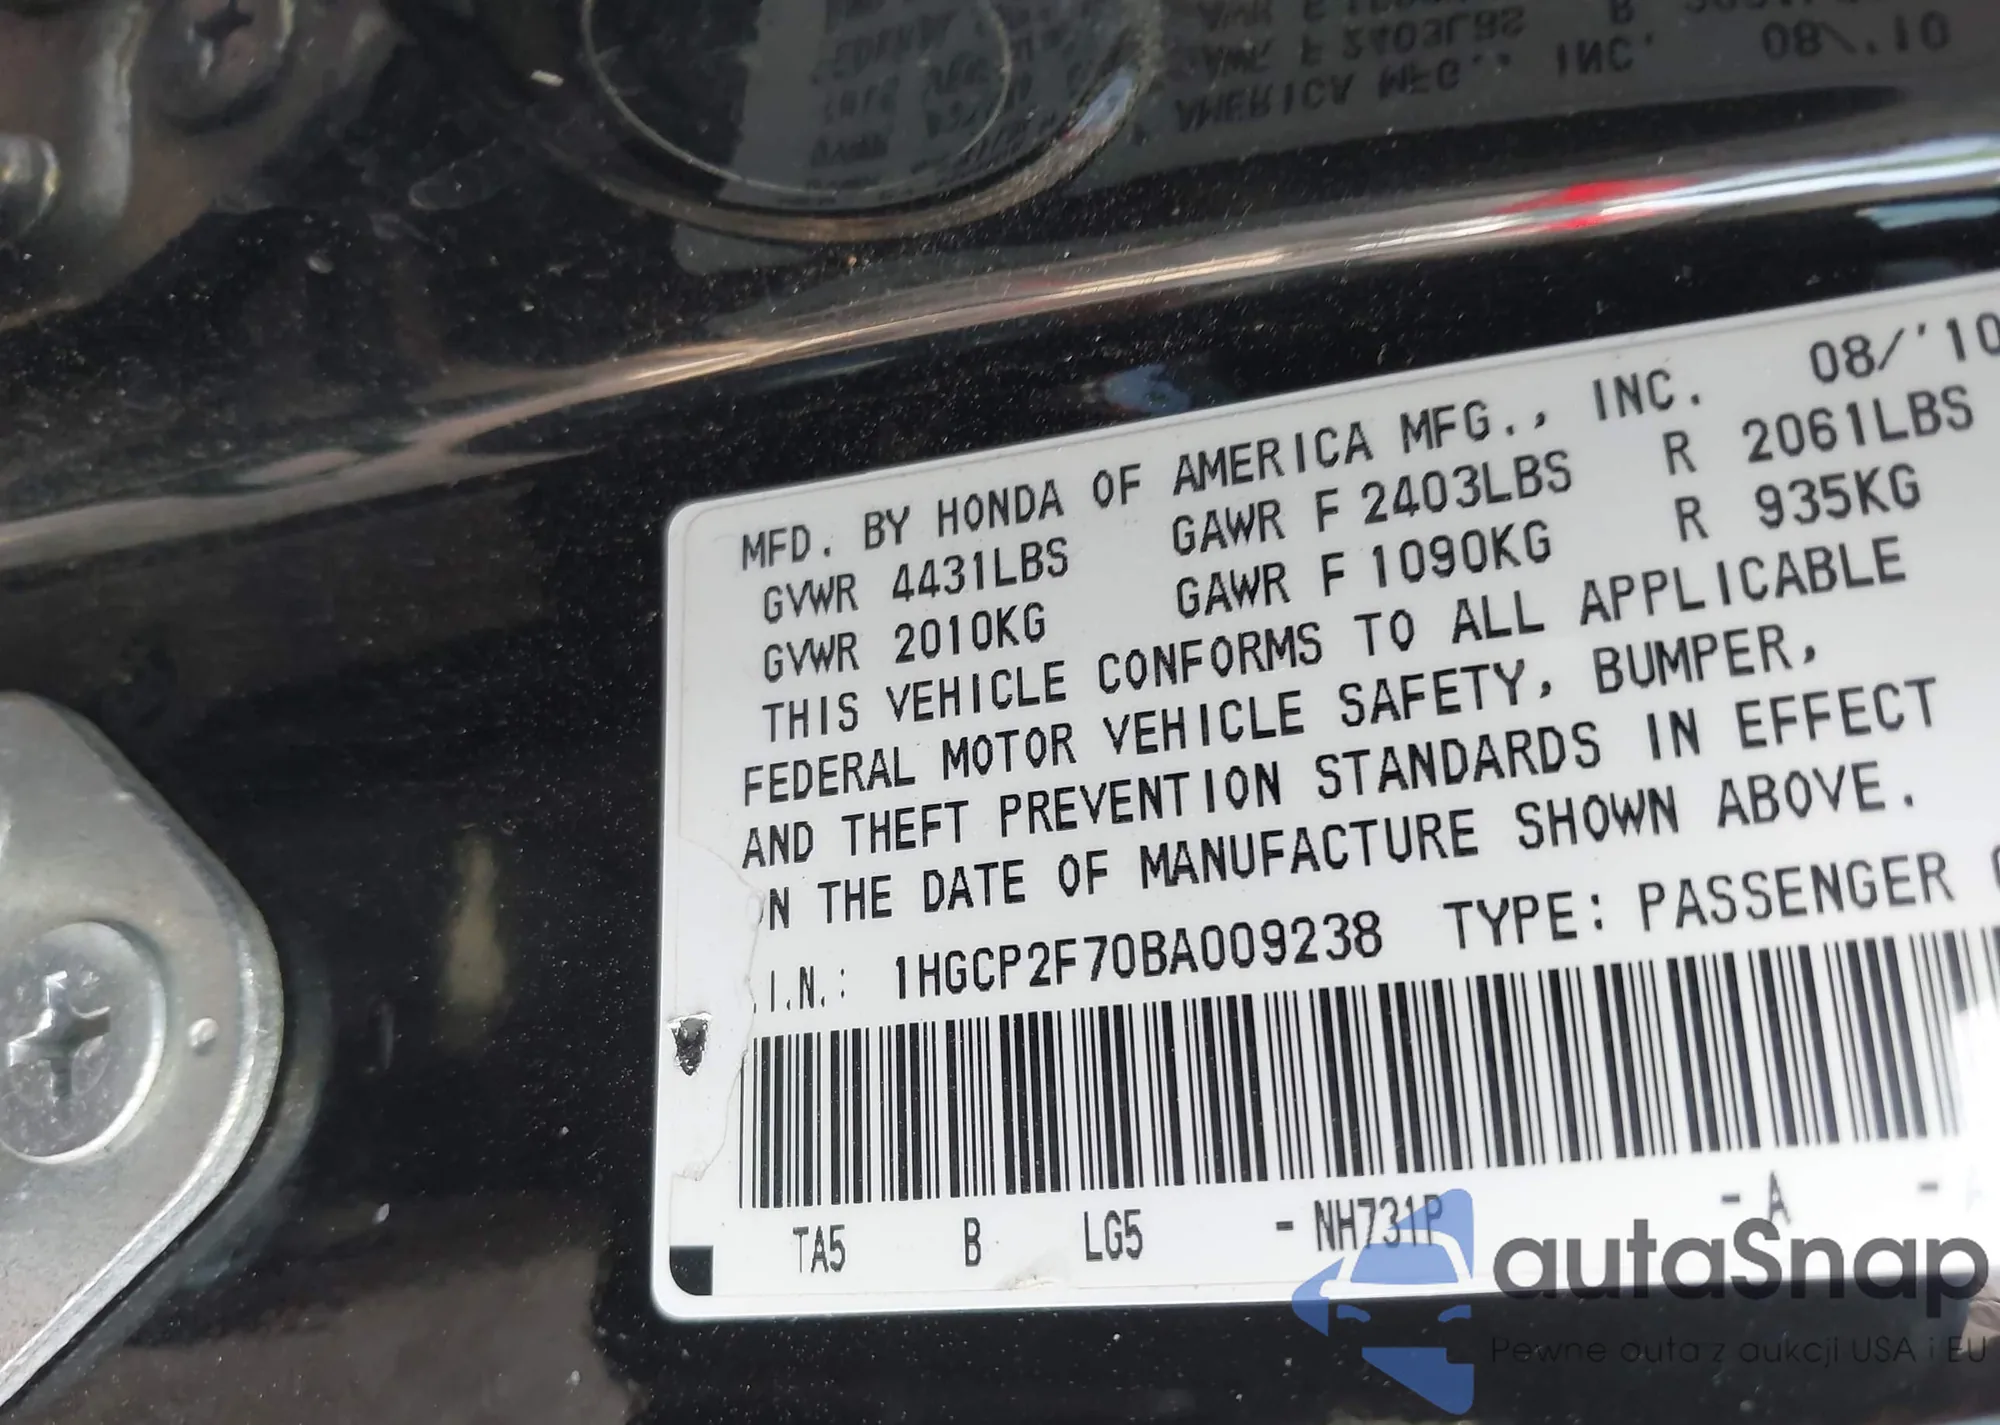 MFD. BY HONDA OF AMERICA MFG., INC. 08/'10
GVWR 4431LBS GAWR F 2403LBS R 2061LBS
GVWR 2010KG GAWR F 1090KG R 935KG
THIS VEHICLE CONFORMS TO ALL APPLICABLE
FEDERAL MOTOR VEHICLE SAFETY, BUMPER,
AND THEFT PREVENTION STANDARDS IN EFFECT
ON THE DATE OF MANUFACTURE SHOWN ABOVE.
.I.N.: 1HGCP2F70BA009238 TYPE: PASSENGER
TA5 B LG5 - NH731P - A -
autaSnap
Pewne auta z aukcji USA i EU